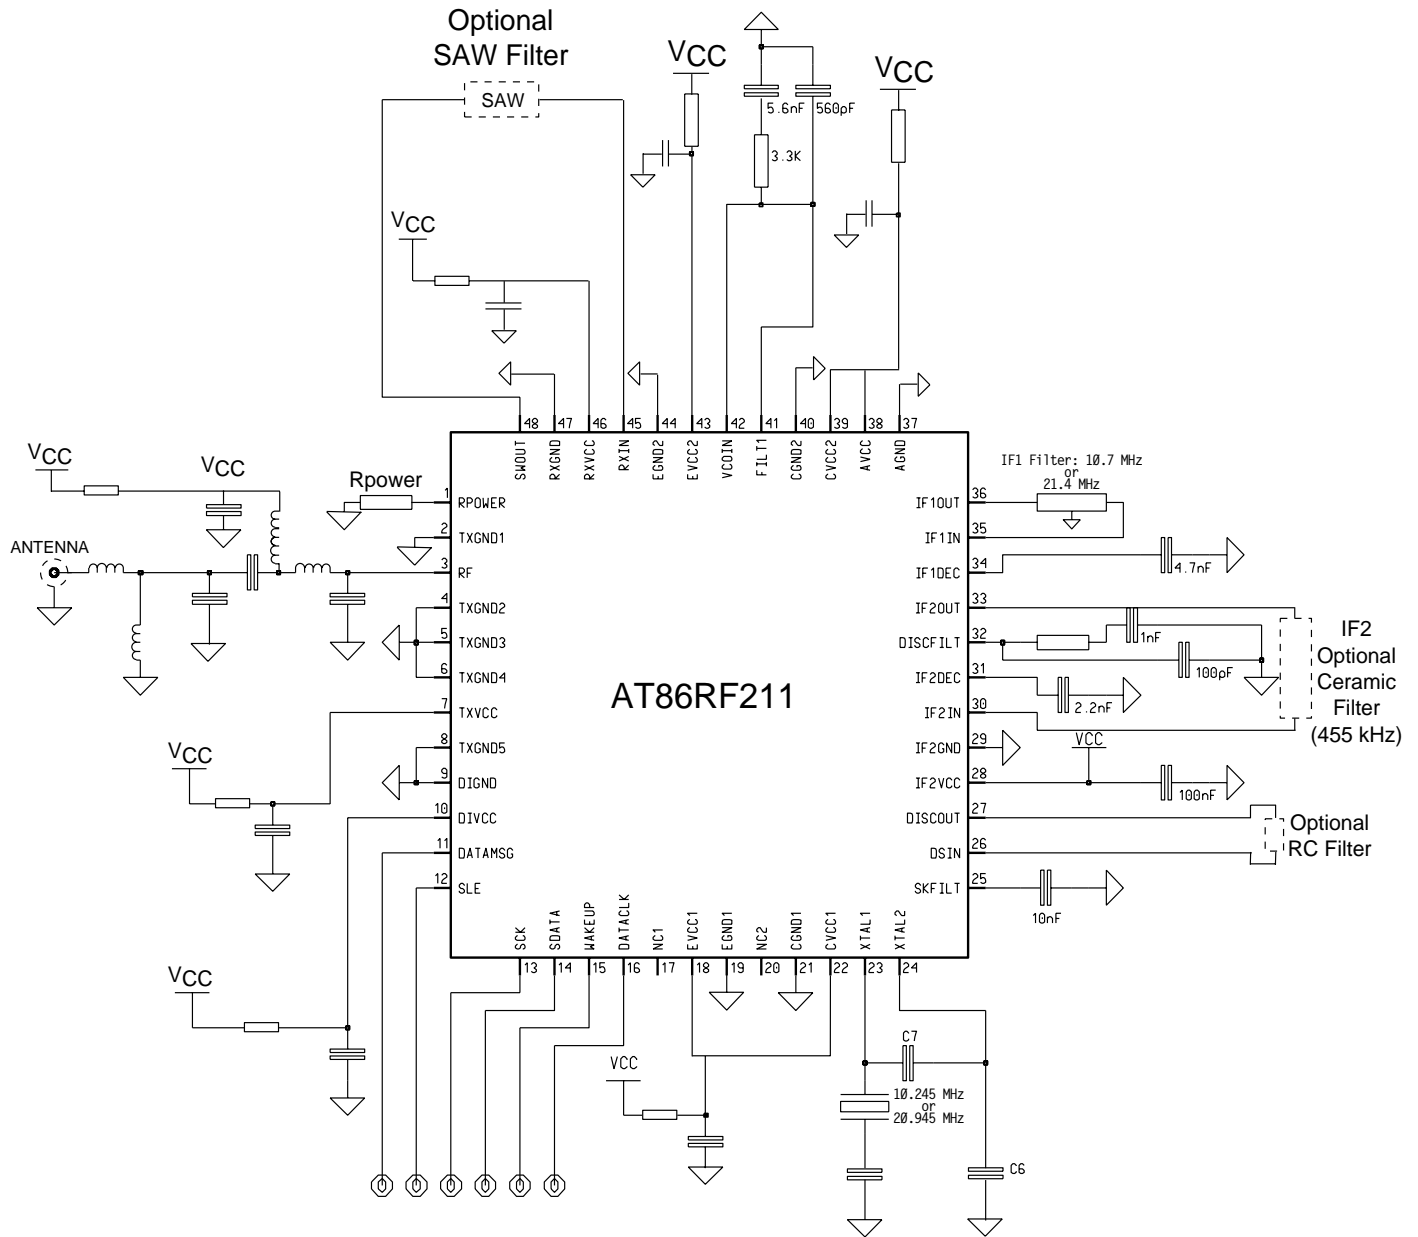 Optional
SAW Filter
SAW
VCC
5.6nF
560pF
3.3K
VCC
VCC
48
47
46
45
44
43
42
41
40
39
38
37
SWOUT
RXGND
RXVCC
RXIN
EGND2
EVCC2
VCOIN
FILT1
CGND2
CVCC2
AVCC
AGND
VCC
VCC
Rpower
ANTENNA
1 RPOWER
2 TXGND1
3 RF
4 TXGND2
5 TXGND3
6 TXGND4
7 TXVCC
8 TXGND5
9 DIGND
10 DIVCC
11 DATAMSG
12 SLE
VCC
VCC
AT86RF211
IF1 Filter: 10.7 MHz
or
21.4 MHz
IF1OUT 36
IF1IN 35
IF1DEC 34
4.7nF
IF2OUT 33
DISCFILT 32
1nF
100pF
IF2DEC 31
2.2nF
IF2IN 30
IF2GND 29
VCC
IF2VCC 28
100nF
DISCOUT 27
DSIN 26
SKFILT 25
10nF
IF2
Optional
Ceramic
Filter
(455 kHz)
Optional
RC Filter
SCK
SDATA
WAKEUP
DATACLK
NC1
EVCC1
EGND1
NC2
CGND1
CVCC1
XTAL1
XTAL2
13
14
15
16
17
18
19
20
21
22
23
24
VCC
C7
10.245 MHz
or
20.945 MHz
C6